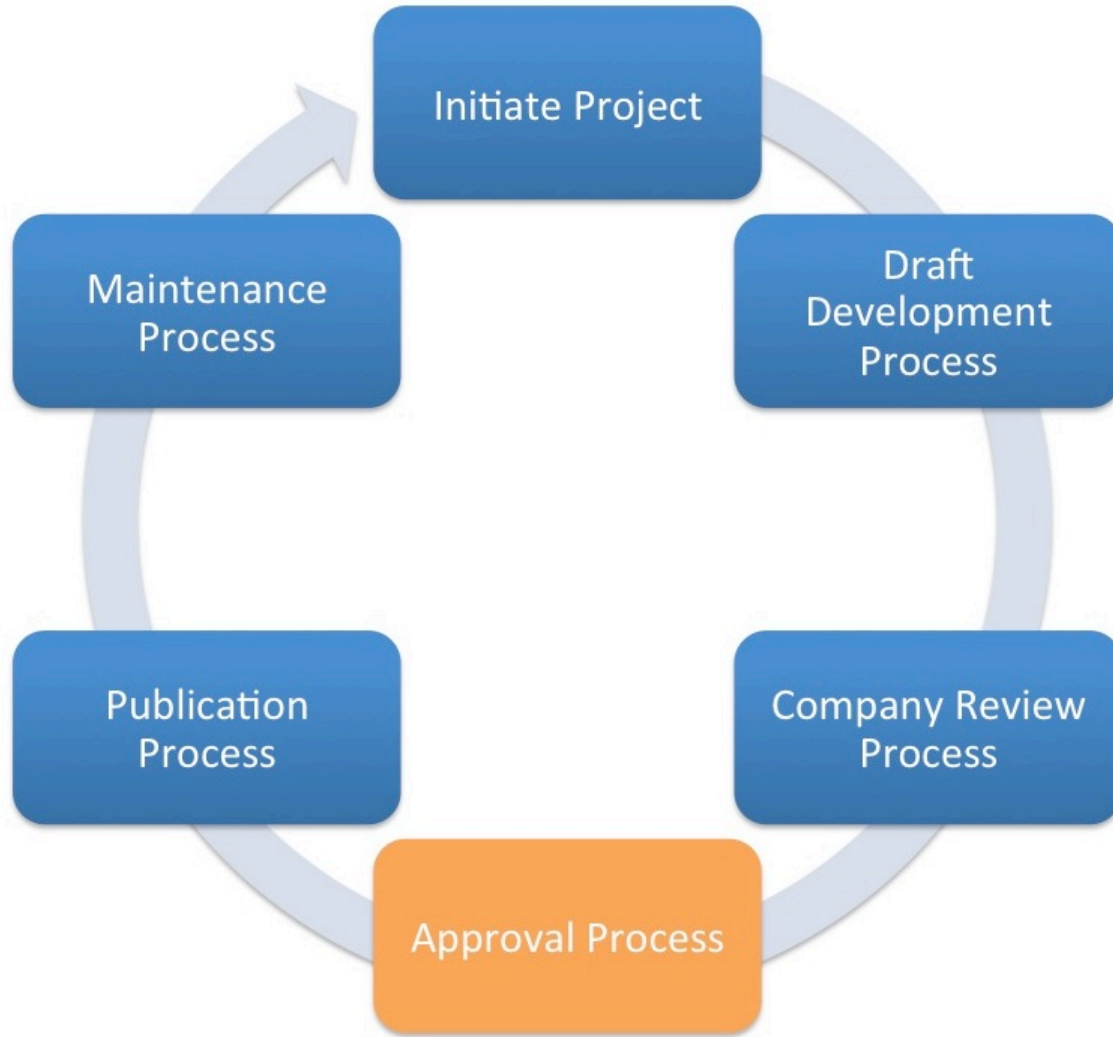 Initiate Project
Draft
Development
Process
Company Review
Process
Approval Process
Publication
Process
Maintenance
Process